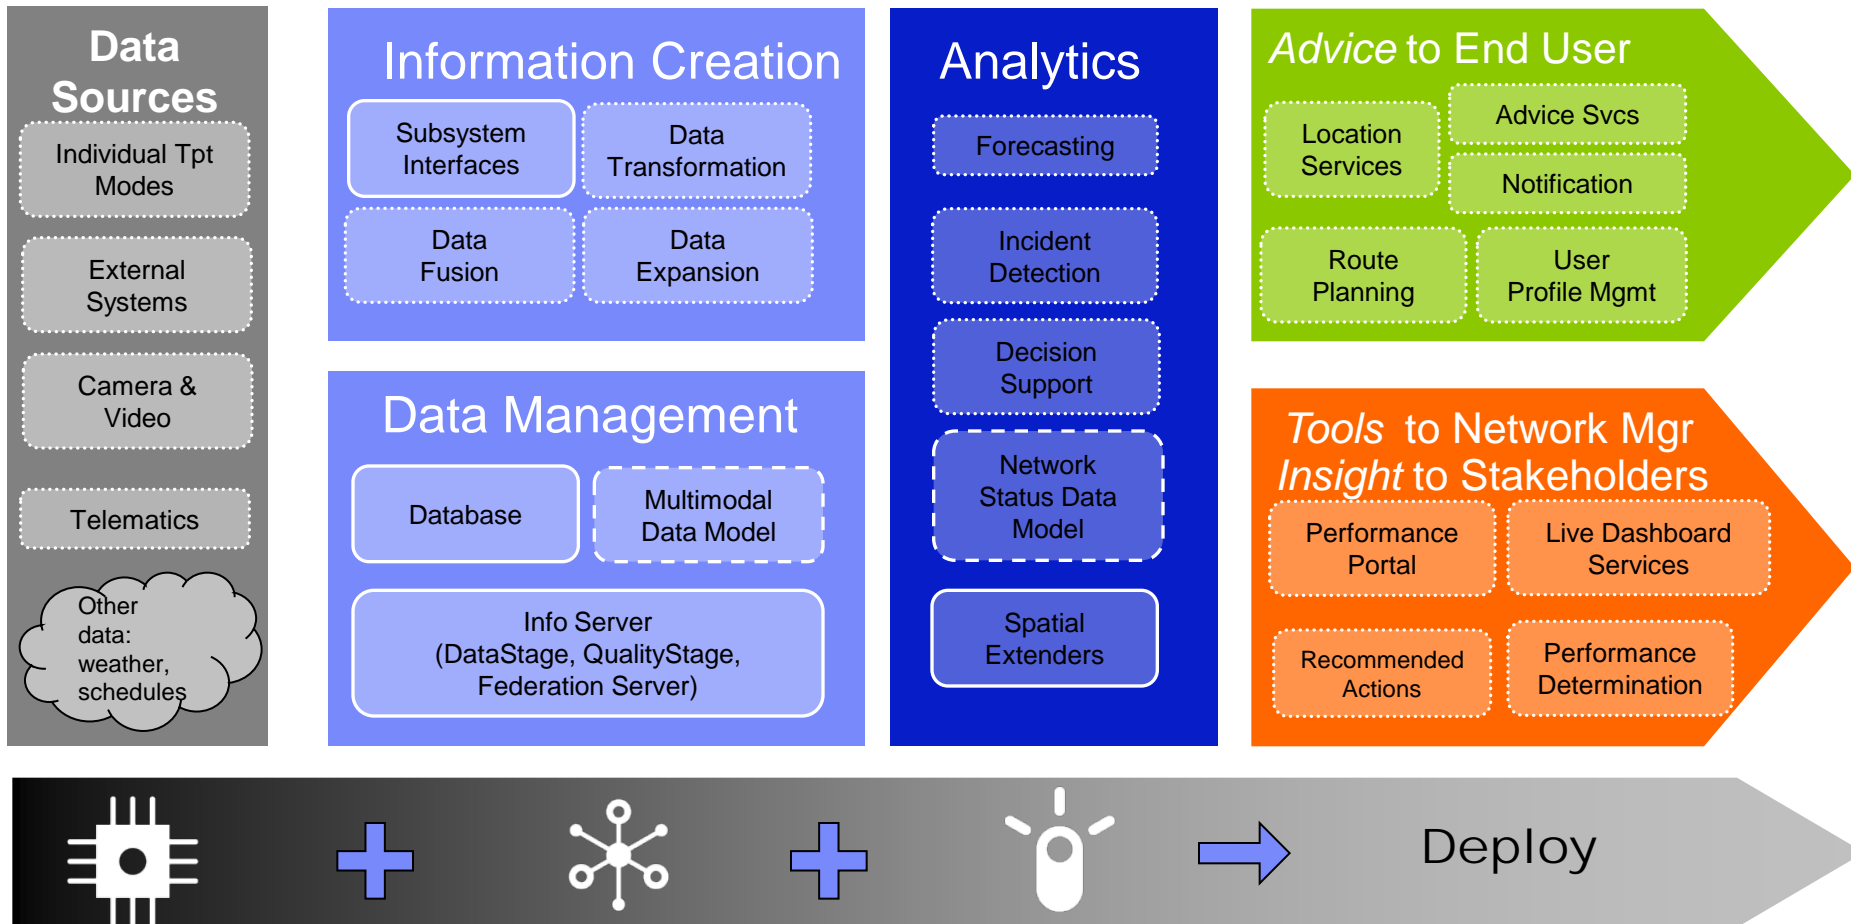 Data
Sources
Individual Tpt
Modes
External
Systems
Camera &
Video
Telematics
Other
data:
weather,
schedules
Information Creation
Subsystem
Interfaces
Data
Transformation
Data
Fusion
Data
Expansion
Data Management
Database
Multimodal
Data Model
Info Server
(DataStage, QualityStage,
Federation Server)
Analytics
Forecasting
Incident
Detection
Decision
Support
Network
Status Data
Model
Spatial
Extenders
Advice to End User
Location
Services
Advice Svcs
Notification
Route
Planning
User
Profile Mgmt
Tools to Network Mgr
Insight to Stakeholders
Performance
Portal
Live Dashboard
Services
Recommended
Actions
Performance
Determination
Deploy